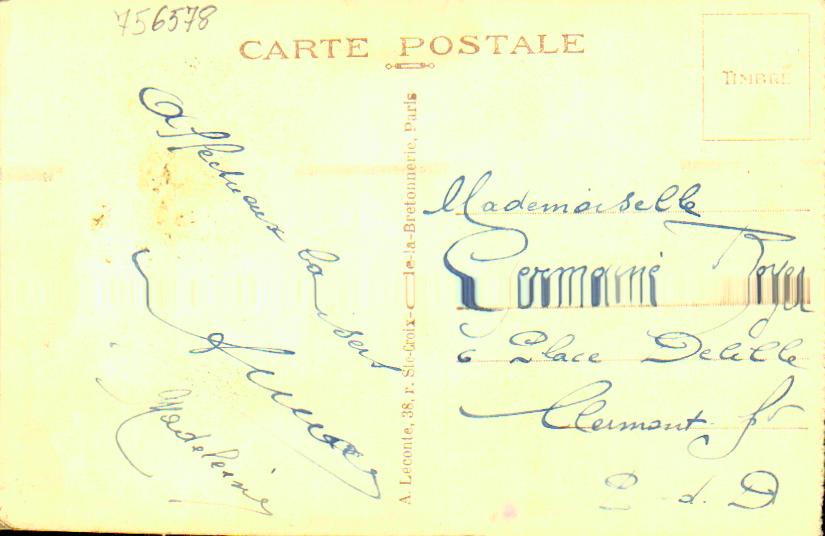 756578
CARTE POSTALE
TIMBRE
Affectueux baisers
Madeleine
A. Leconte, 38, r. Ste-Croix-de-la-Bretonnerie, Paris
Mademoiselle
Germaine Royer
6 Place Delille
Clermont fd
P. d. D